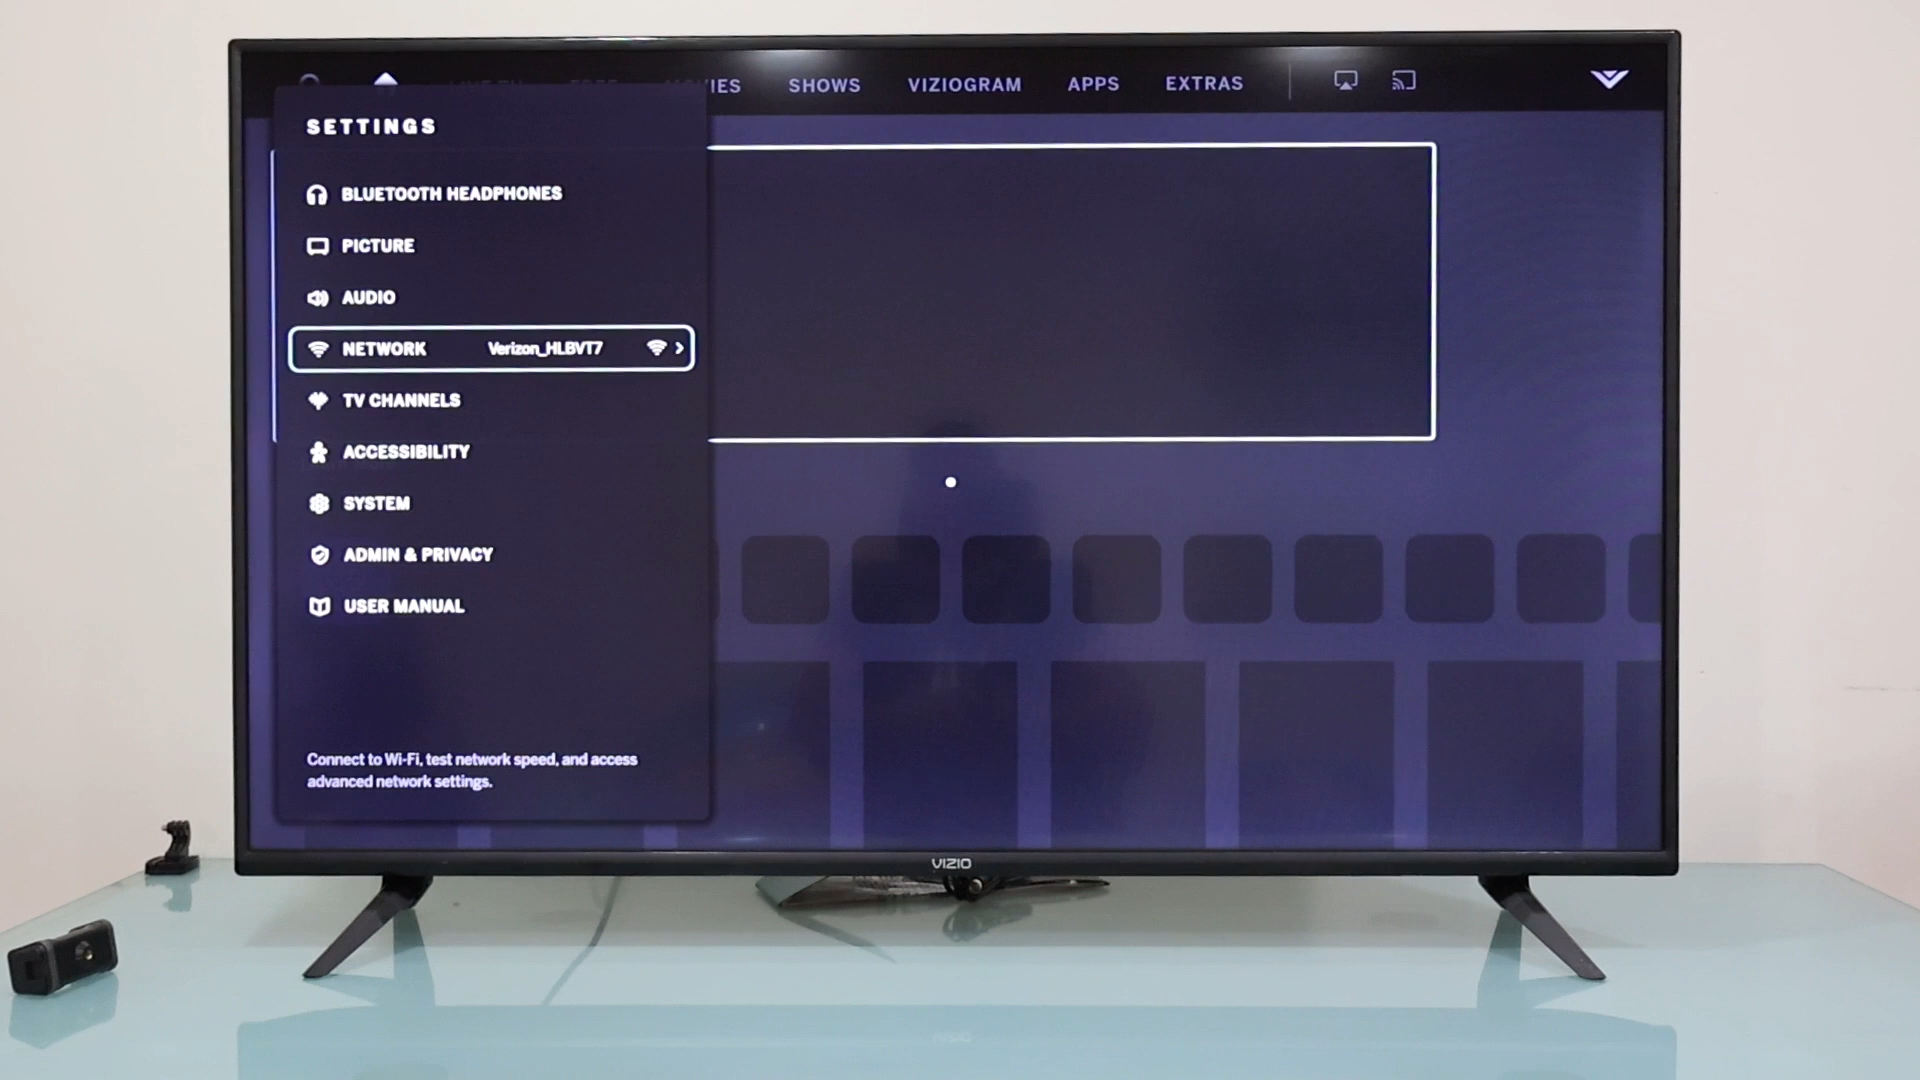 SHOWS VIZIOGRAM APPS EXTRAS
SETTINGS
BLUETOOTH HEADPHONES
PICTURE
AUDIO
NETWORK Verizon_HLBVT7
TV CHANNELS
ACCESSIBILITY
SYSTEM
ADMIN & PRIVACY
USER MANUAL
Connect to Wi-Fi, test network speed, and access
advanced network settings.
VIZIO